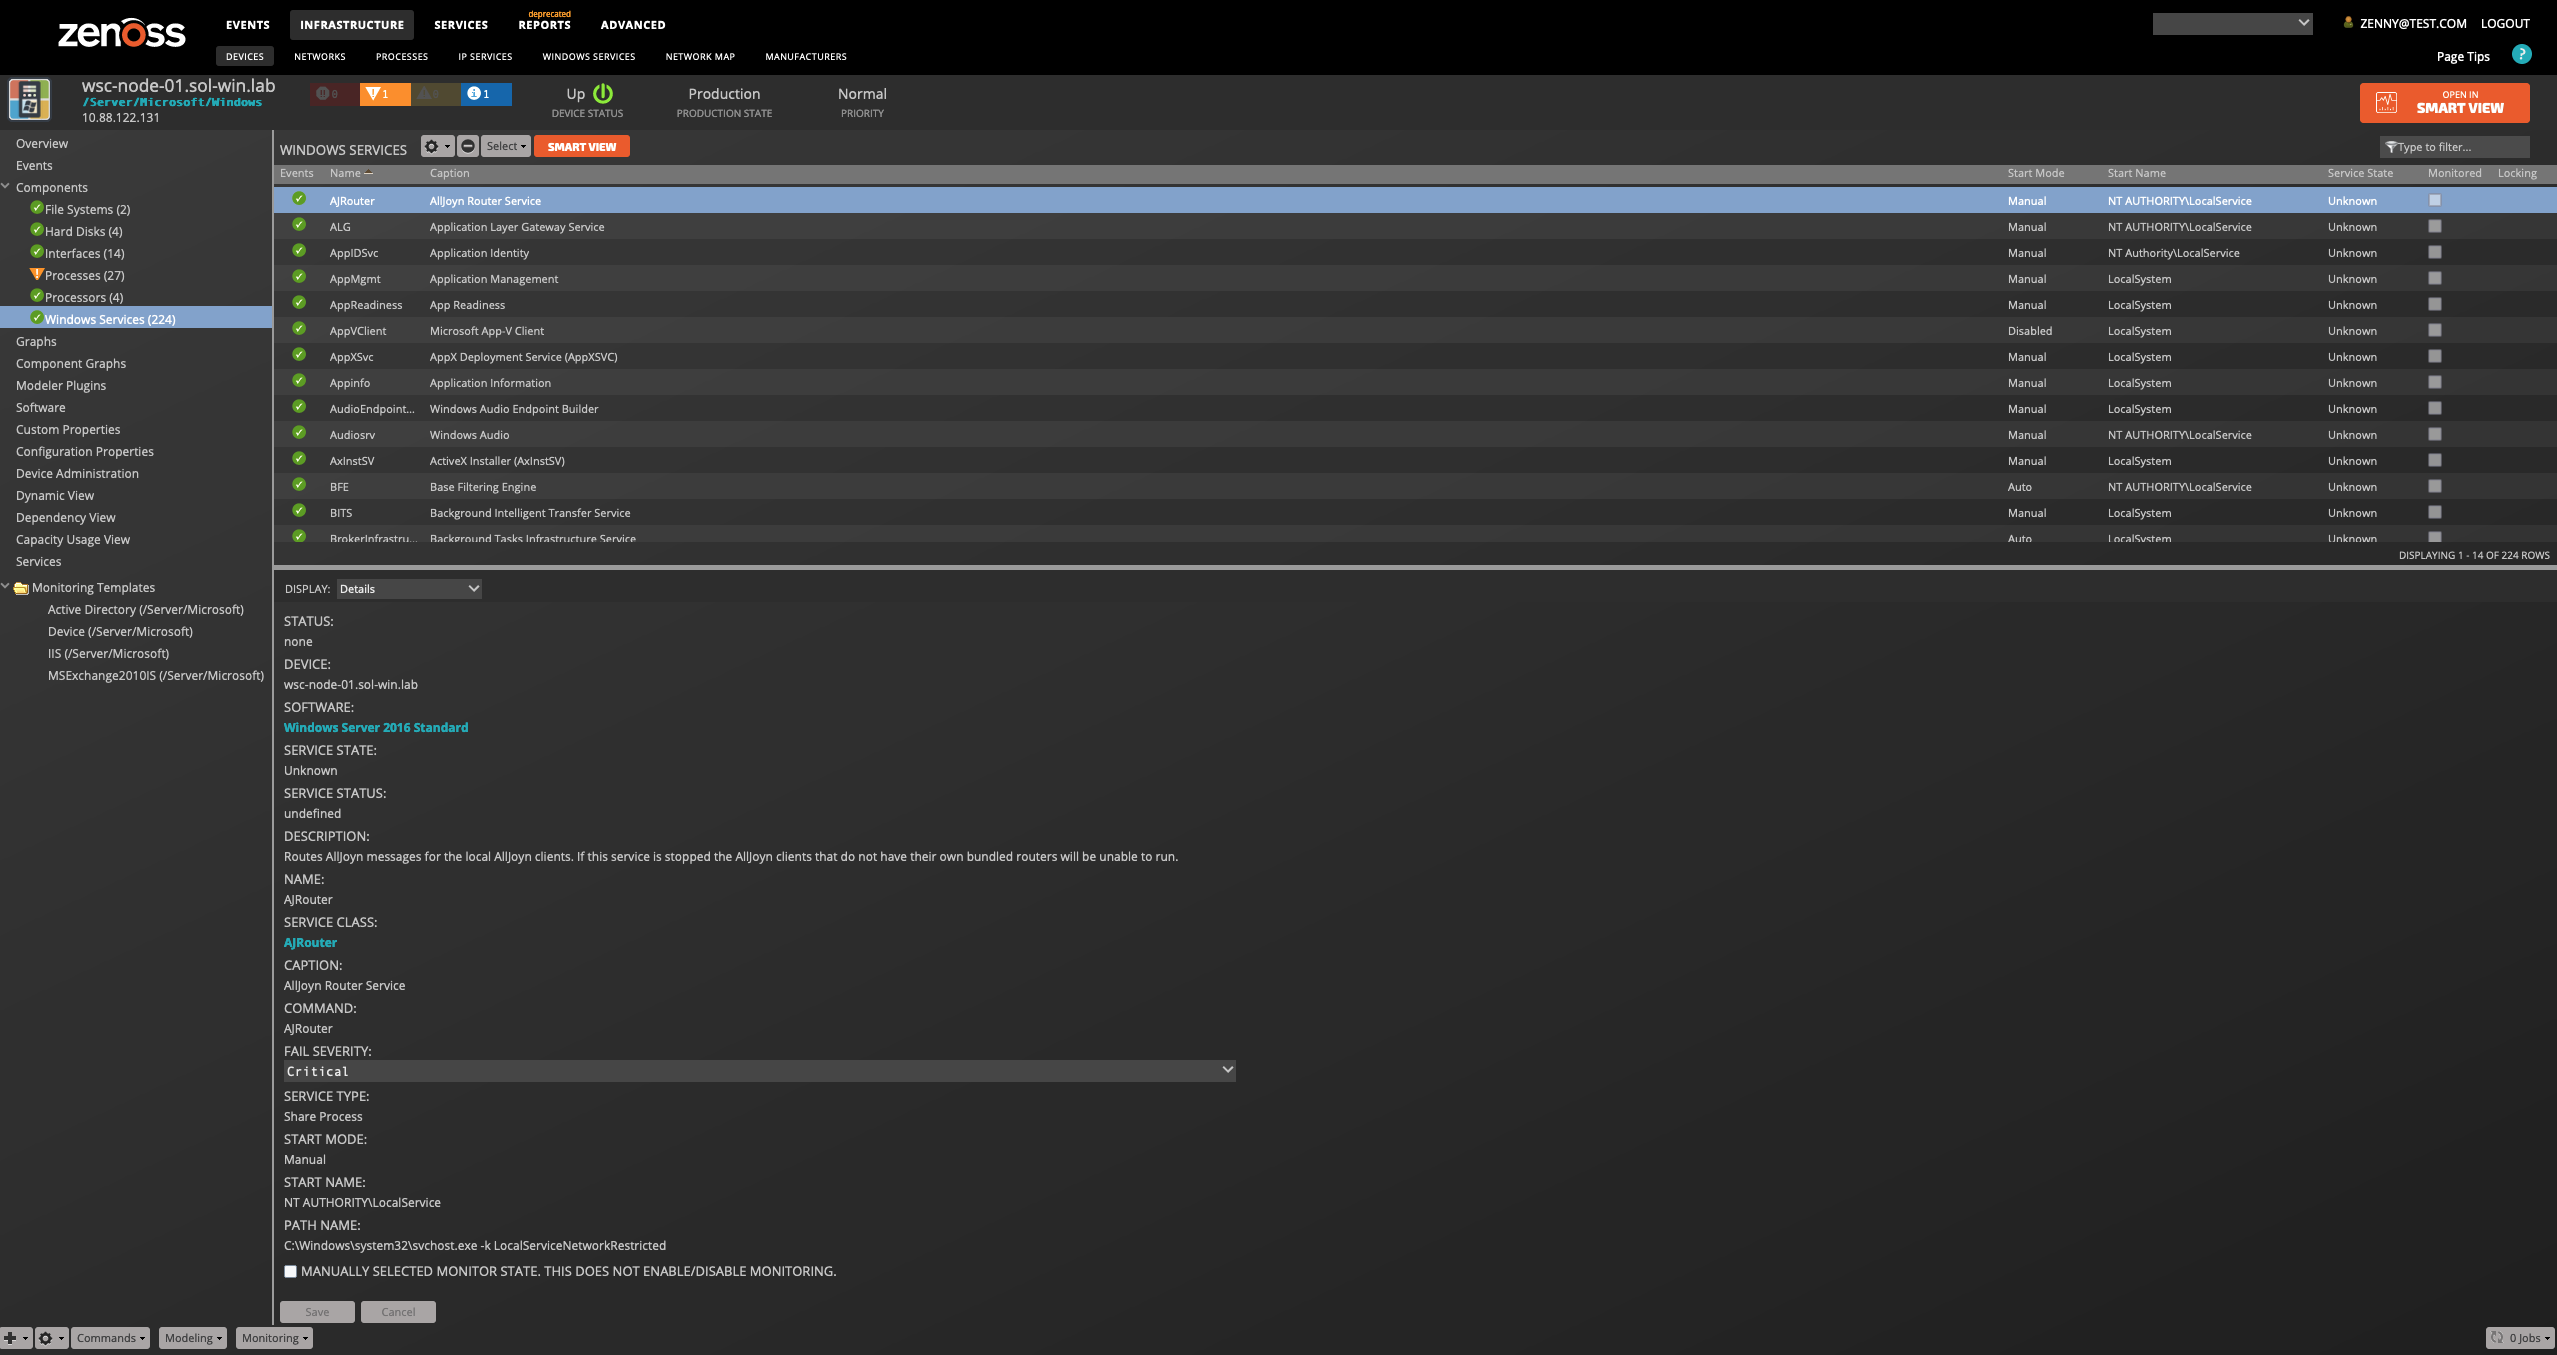 zenoss
EVENTS INFRASTRUCTURE SERVICES deprecated REPORTS ADVANCED
ZENNY@TEST.COM LOGOUT
DEVICES NETWORKS PROCESSES IP SERVICES WINDOWS SERVICES NETWORK MAP MANUFACTURERS
Page Tips ?
wsc-node-01.sol-win.lab
/Server/Microsoft/Windows
10.88.122.131
0 1 0 1
Up
DEVICE STATUS
Production
PRODUCTION STATE
Normal
PRIORITY
OPEN IN
SMART VIEW
Overview
Events
Components
File Systems (2)
Hard Disks (4)
Interfaces (14)
Processes (27)
Processors (4)
Windows Services (224)
Graphs
Component Graphs
Modeler Plugins
Software
Custom Properties
Configuration Properties
Device Administration
Dynamic View
Dependency View
Capacity Usage View
Services
Monitoring Templates
Active Directory (/Server/Microsoft)
Device (/Server/Microsoft)
IIS (/Server/Microsoft)
MSExchange2010IS (/Server/Microsoft)
WINDOWS SERVICES Select SMART VIEW Type to filter...
Events Name Caption Start Mode Start Name Service State Monitored Locking
AJRouter AllJoyn Router Service Manual NT AUTHORITY\LocalService Unknown
ALG Application Layer Gateway Service Manual NT AUTHORITY\LocalService Unknown
AppIDSvc Application Identity Manual NT Authority\LocalService Unknown
AppMgmt Application Management Manual LocalSystem Unknown
AppReadiness App Readiness Manual LocalSystem Unknown
AppVClient Microsoft App-V Client Disabled LocalSystem Unknown
AppXSvc AppX Deployment Service (AppXSVC) Manual LocalSystem Unknown
Appinfo Application Information Manual LocalSystem Unknown
AudioEndpoint... Windows Audio Endpoint Builder Manual LocalSystem Unknown
Audiosrv Windows Audio Manual NT AUTHORITY\LocalService Unknown
AxInstSV ActiveX Installer (AxInstSV) Manual LocalSystem Unknown
BFE Base Filtering Engine Auto NT AUTHORITY\LocalService Unknown
BITS Background Intelligent Transfer Service Manual LocalSystem Unknown
BrokerInfrastru... Background Tasks Infrastructure Service Auto LocalSystem Unknown
DISPLAYING 1 - 14 OF 224 ROWS
DISPLAY: Details
STATUS:
none
DEVICE:
wsc-node-01.sol-win.lab
SOFTWARE:
Windows Server 2016 Standard
SERVICE STATE:
Unknown
SERVICE STATUS:
undefined
DESCRIPTION:
Routes AllJoyn messages for the local AllJoyn clients. If this service is stopped the AllJoyn clients that do not have their own bundled routers will be unable to run.
NAME:
AJRouter
SERVICE CLASS:
AJRouter
CAPTION:
AllJoyn Router Service
COMMAND:
AJRouter
FAIL SEVERITY:
Critical
SERVICE TYPE:
Share Process
START MODE:
Manual
START NAME:
NT AUTHORITY\LocalService
PATH NAME:
C:\Windows\system32\svchost.exe -k LocalServiceNetworkRestricted
MANUALLY SELECTED MONITOR STATE. THIS DOES NOT ENABLE/DISABLE MONITORING.
Save Cancel
Commands Modeling Monitoring 0 Jobs